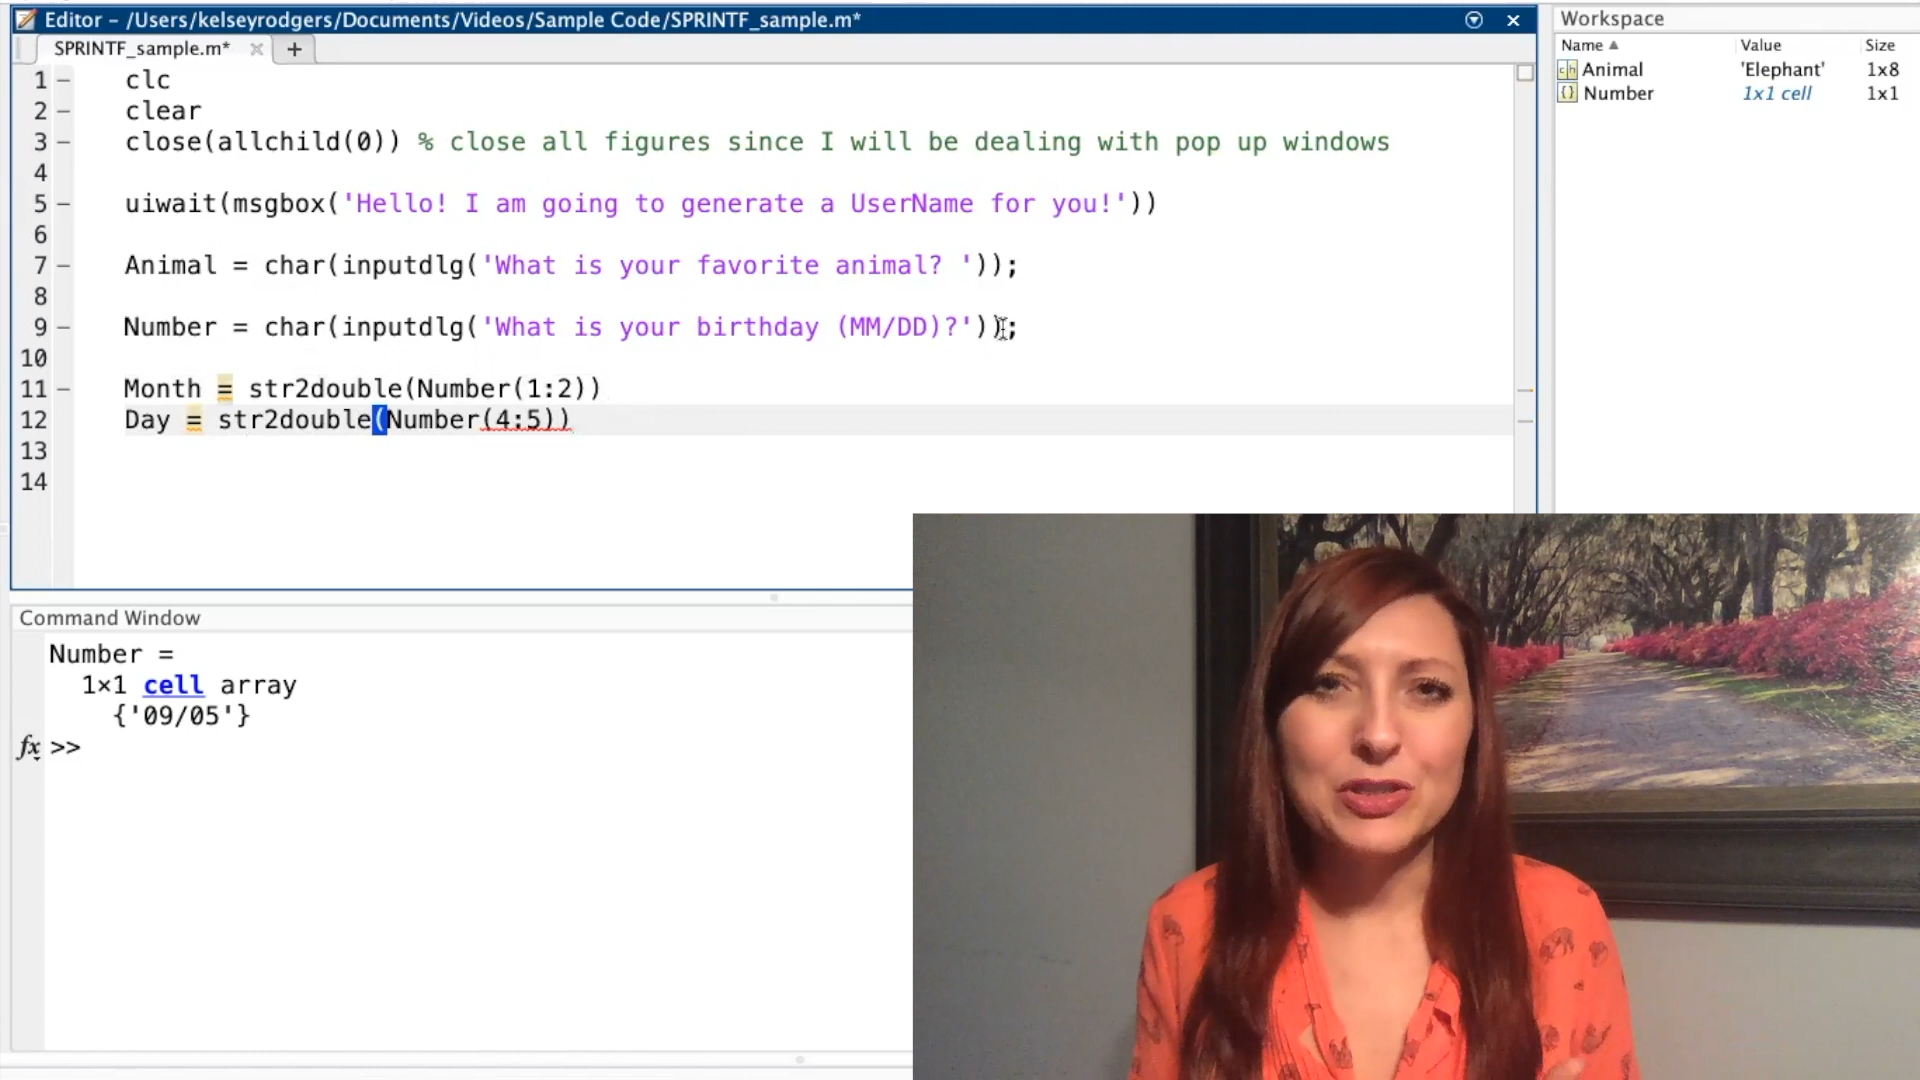 Editor – /Users/kelseyrodgers/Documents/Videos/Sample Code/SPRINTF_sample.m*
SPRINTF_sample.m* × +
1 – clc
2 – clear
3 – close(allchild(0)) % close all figures since I will be dealing with pop up windows
4
5 – uiwait(msgbox('Hello! I am going to generate a UserName for you!'))
6
7 – Animal = char(inputdlg('What is your favorite animal? '));
8
9 – Number = char(inputdlg('What is your birthday (MM/DD)?'));
10
11 – Month = str2double(Number(1:2))
12 Day = str2double(Number(4:5))
13
14
Workspace
Name Value Size
Animal 'Elephant' 1x8
Number 1x1 cell 1x1
Command Window
Number =
1×1 cell array
{'09/05'}
fx >>